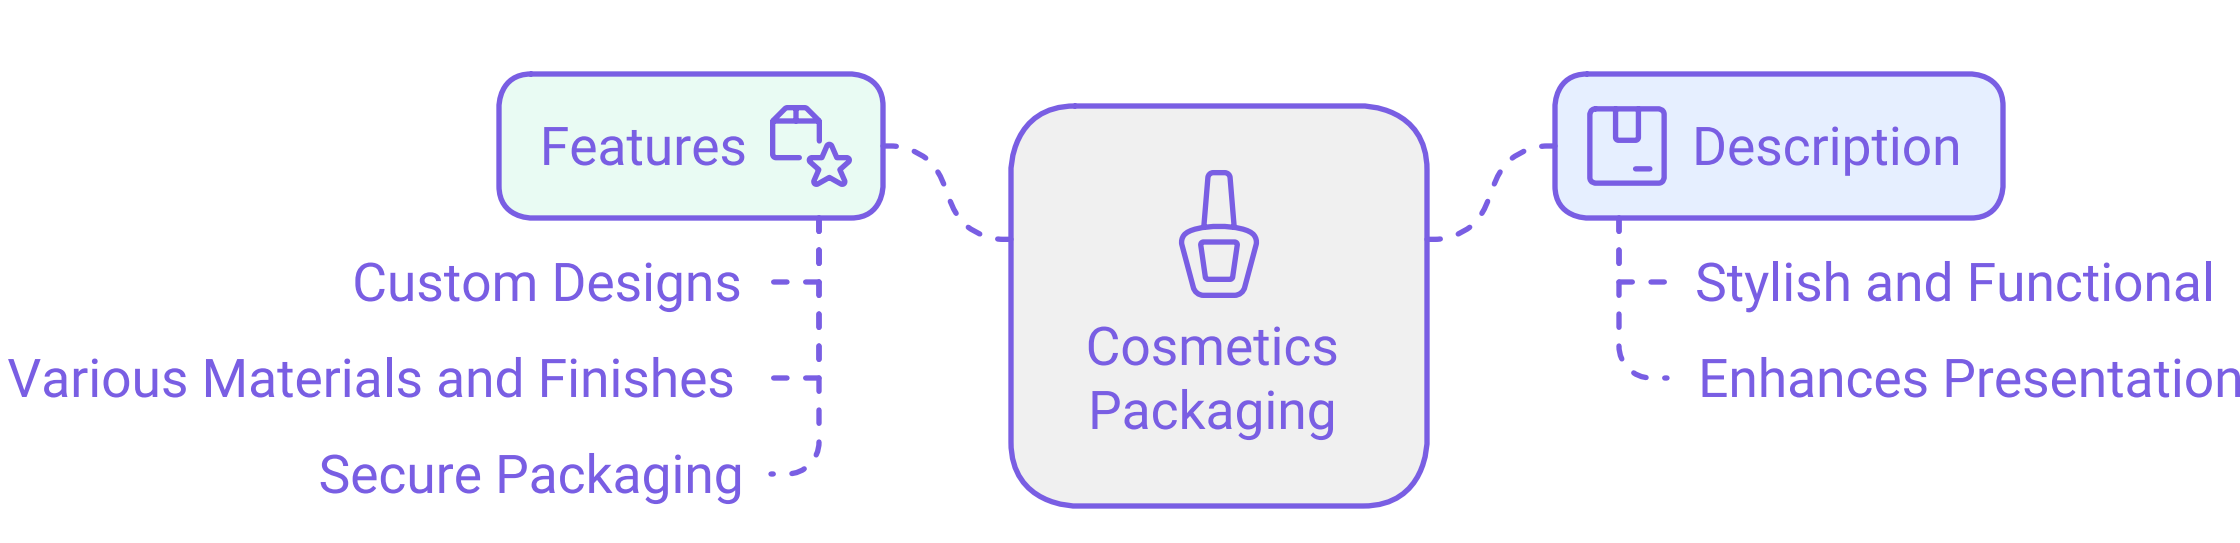 Features
Custom Designs
Various Materials and Finishes
Secure Packaging
Cosmetics
Packaging
Description
Stylish and Functional
Enhances Presentation